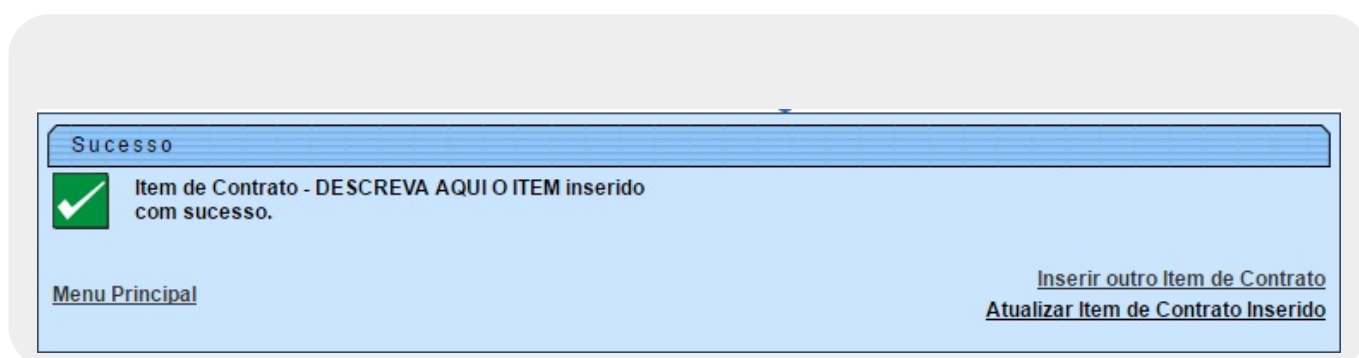 Sucesso
Item de Contrato - DESCREVA AQUI O ITEM inserido
com sucesso.
Inserir outro Item de Contrato
Menu Principal
Atualizar Item de Contrato Inserido